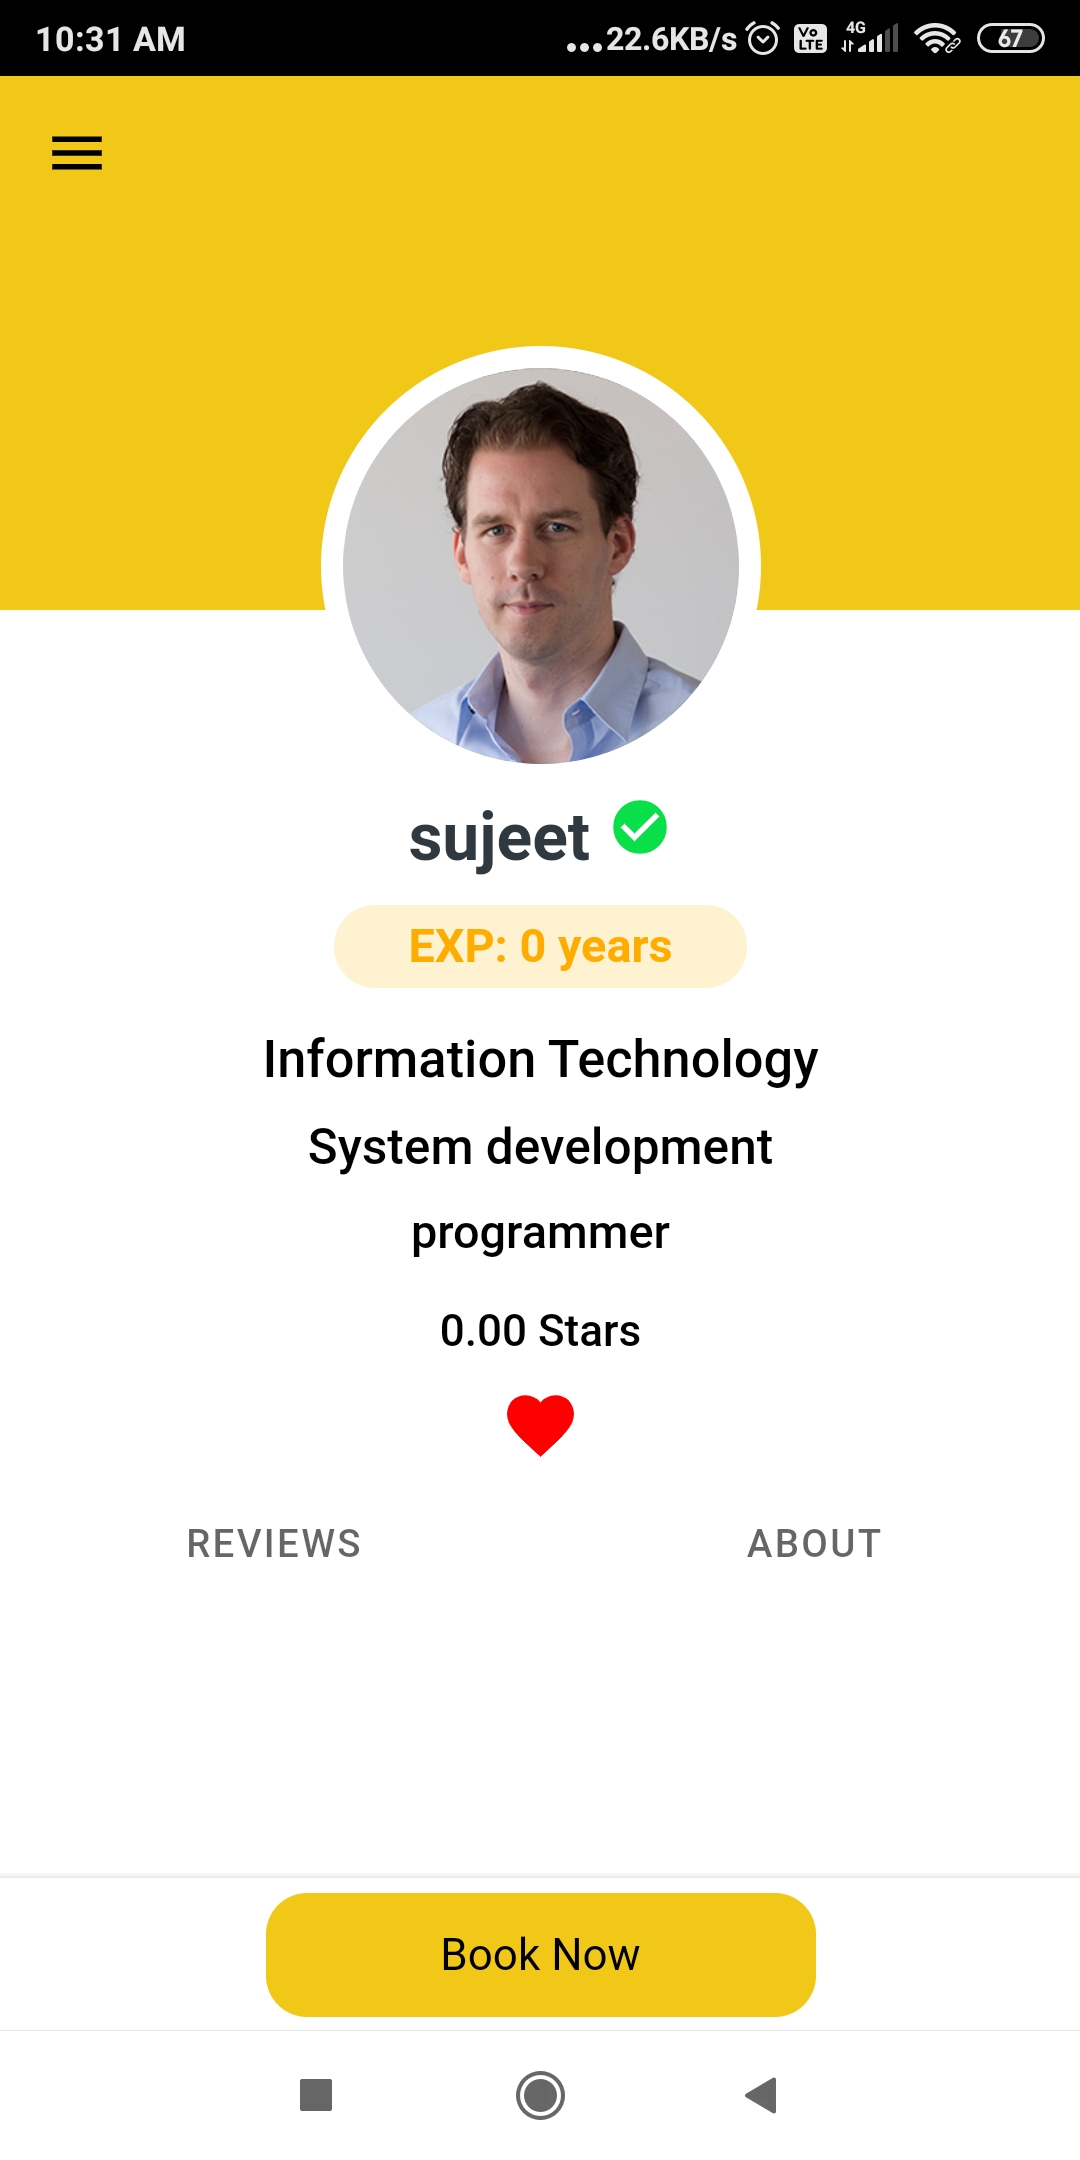 10:31 AM ...22.6KB/s Vo LTE 4G 67
sujeet
EXP: 0 years
Information Technology
System development
programmer
0.00 Stars
REVIEWS ABOUT
Book Now